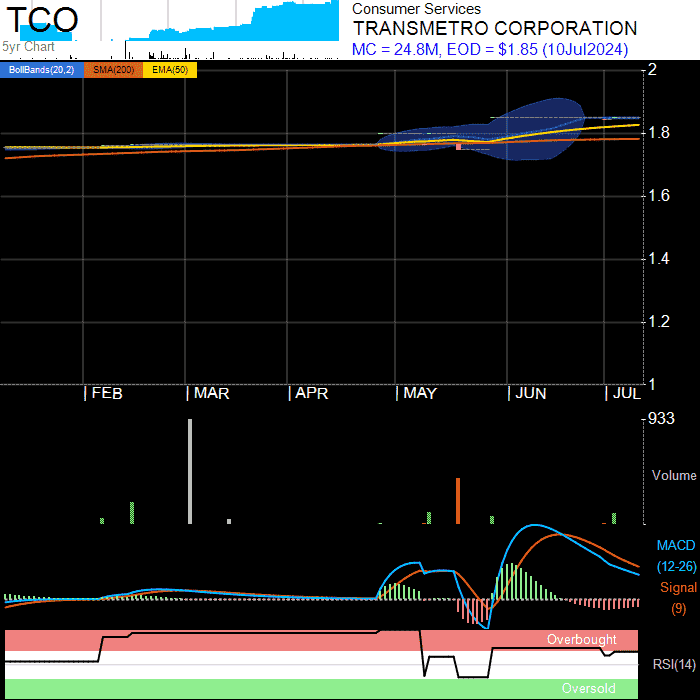 TCO
5yr Chart
Consumer Services
TRANSMETRO CORPORATION
MC = 24.8M, EOD = $1.85 (10Jul2024)
BollBands(20,2) SMA(200) EMA(50)
2
1.8
1.6
1.4
1.2
1
FEB MAR APR MAY JUN JUL
933
Volume
MACD
(12-26)
Signal
(9)
Overbought
RSI(14)
Oversold